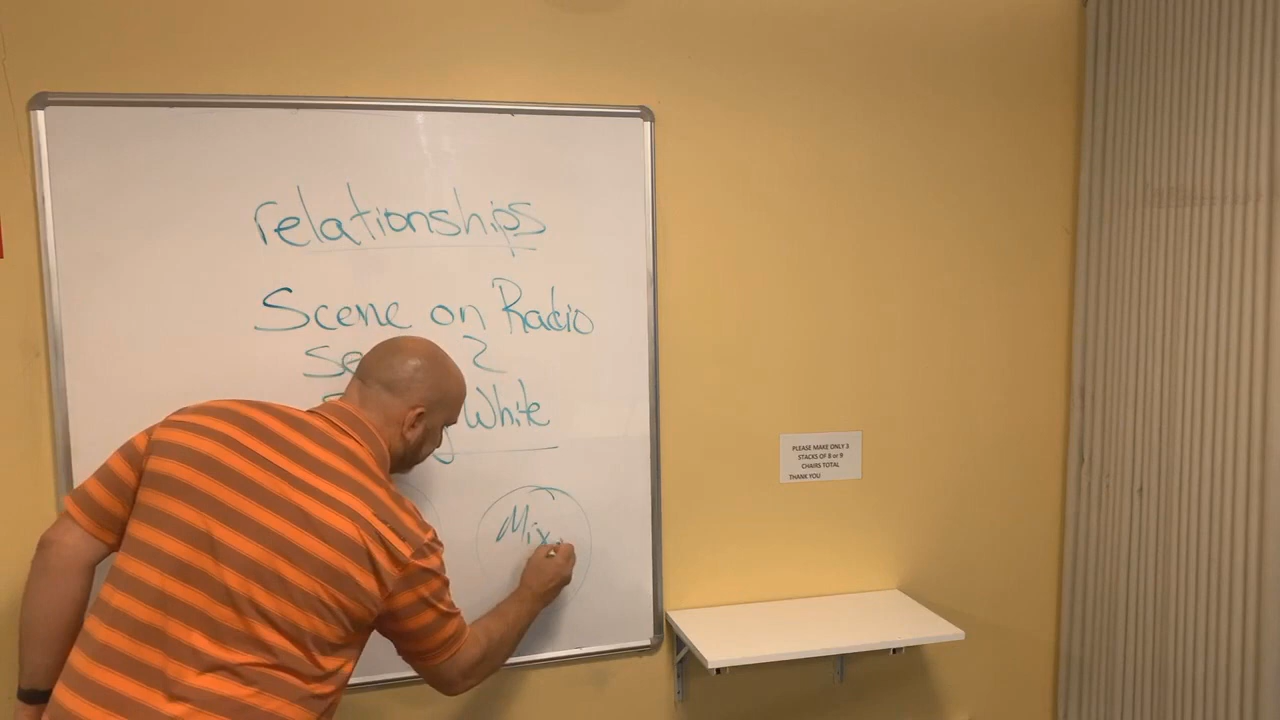 relationships
Scene on Radio
2
White
Mix
PLEASE MAKE ONLY 3
STACKS OF 8 or 9
CHAIRS TOTAL
THANK YOU